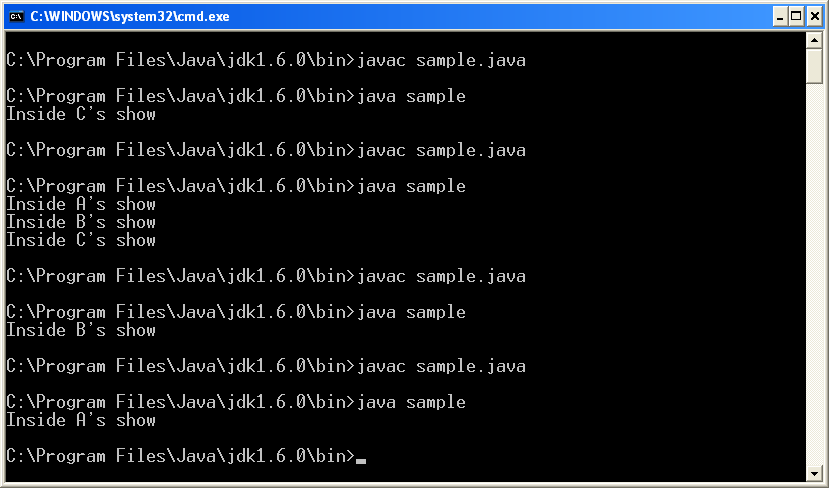 C:\WINDOWS\system32\cmd.exe
C:\Program Files\Java\jdk1.6.0\bin>javac sample.java
C:\Program Files\Java\jdk1.6.0\bin>java sample
Inside C's show
C:\Program Files\Java\jdk1.6.0\bin>javac sample.java
C:\Program Files\Java\jdk1.6.0\bin>java sample
Inside A's show
Inside B's show
Inside C's show
C:\Program Files\Java\jdk1.6.0\bin>javac sample.java
C:\Program Files\Java\jdk1.6.0\bin>java sample
Inside B's show
C:\Program Files\Java\jdk1.6.0\bin>javac sample.java
C:\Program Files\Java\jdk1.6.0\bin>java sample
Inside A's show
C:\Program Files\Java\jdk1.6.0\bin>